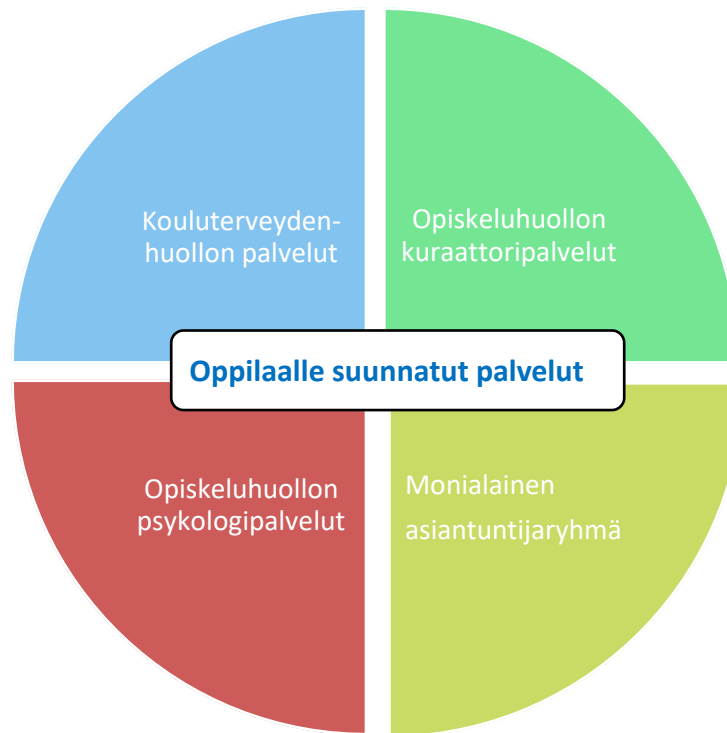 Kouluterveyden-
huollon palvelut
Opiskeluhuollon
kuraattoripalvelut
Oppilaalle suunnatut palvelut
Opiskeluhuollon
psykologipalvelut
Monialainen
asiantuntijaryhmä